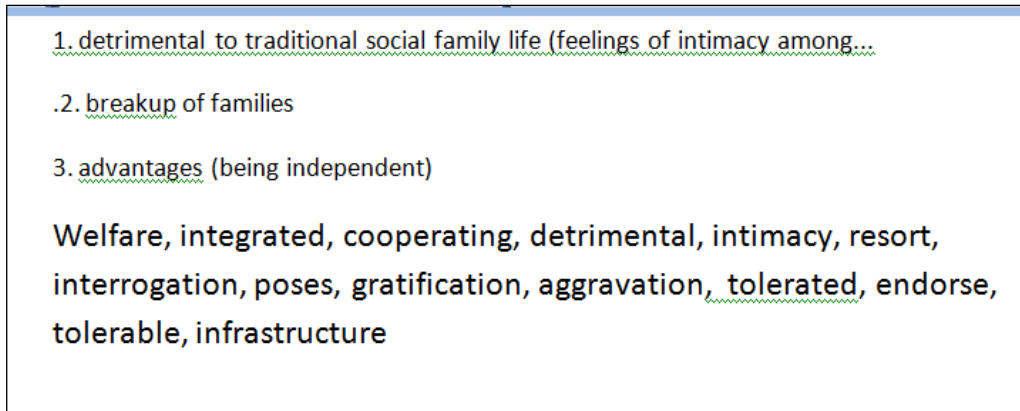 1. detrimental to traditional social family life (feelings of intimacy among...
.2. breakup of families
3. advantages (being independent)
Welfare, integrated, cooperating, detrimental, intimacy, resort,
interrogation, poses, gratification, aggravation, tolerated, endorse,
tolerable, infrastructure